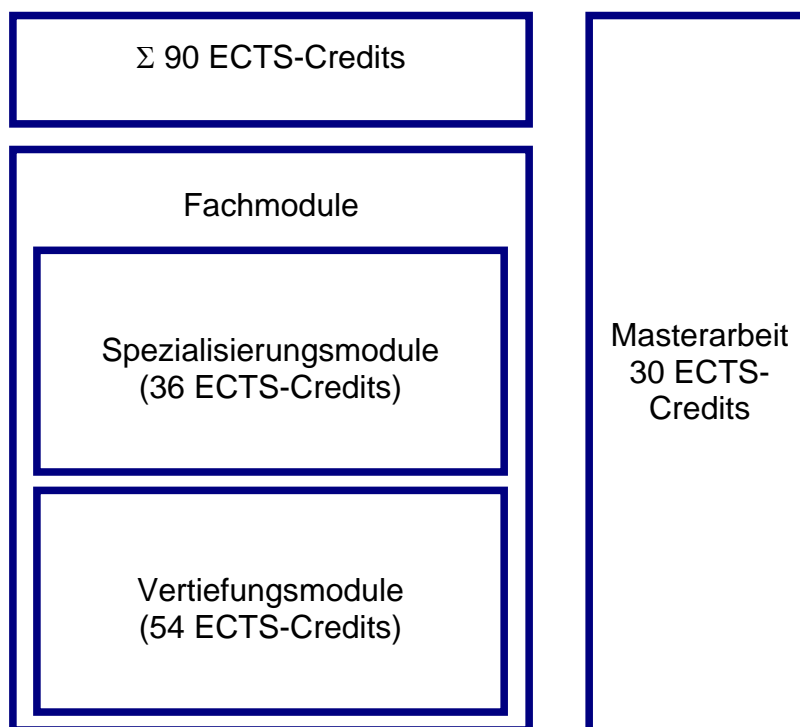 Σ 90 ECTS-Credits
Fachmodule
Spezialisierungsmodule
(36 ECTS-Credits)
Vertiefungsmodule
(54 ECTS-Credits)
Masterarbeit
30 ECTS-
Credits